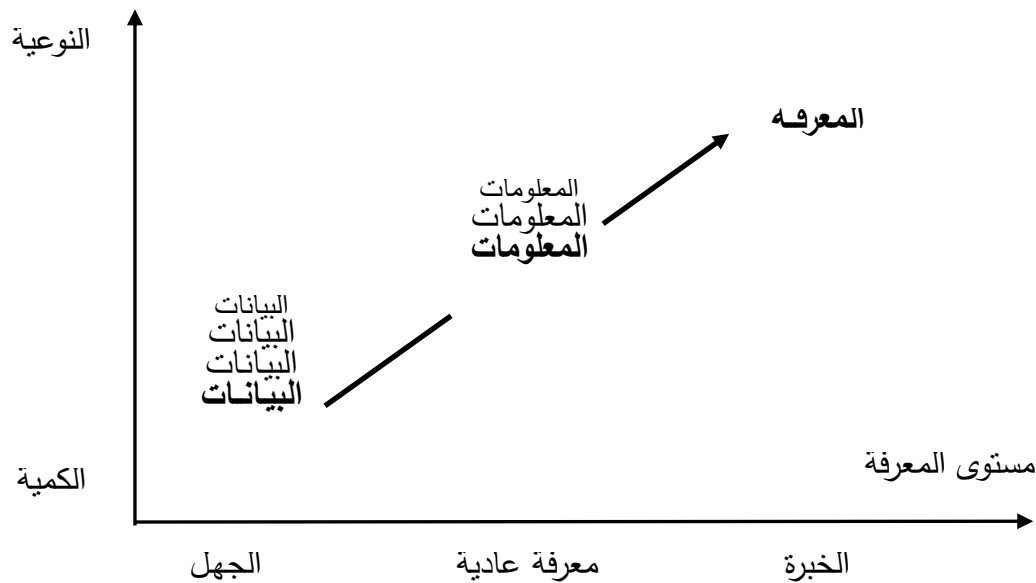 النوعية
المعرفـه
المعلومات
المعلومات
المعلومات
البيانات
البيانات
البيانات
البيانـات
مستوى المعرفة
الكمية
الخبرة
معرفة عادية
الجهل